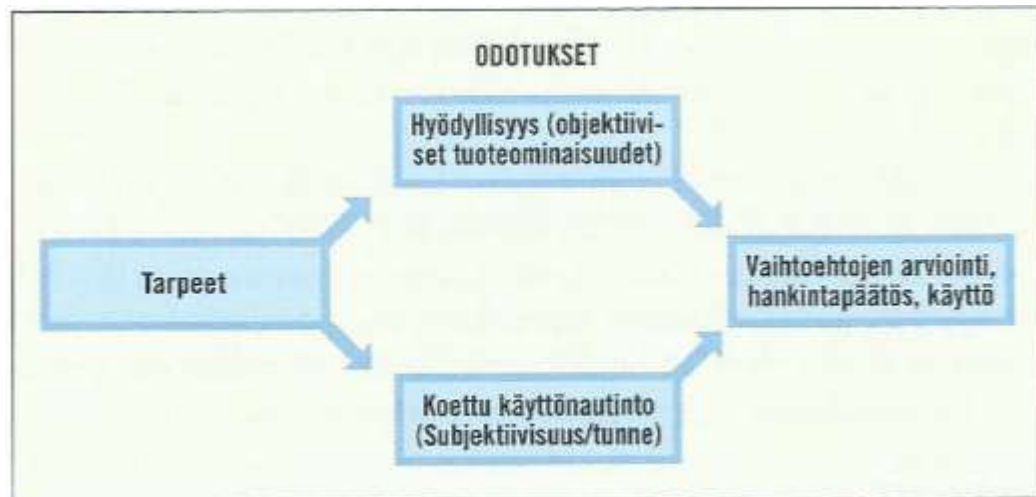 ODOTUKSET
Hyödyllisyys (objektiivi-
set tuoteominaisuudet)
Tarpeet
Vaihtoehtojen arviointi,
hankintapäätös, käyttö
Koettu käyttönautinto
(Subjektiivisuus/tunne)